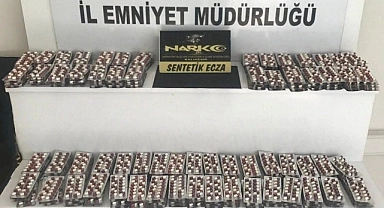 İL EMNİYET MÜDÜRLÜĞÜ
NARKO
SENTETİK ECZA